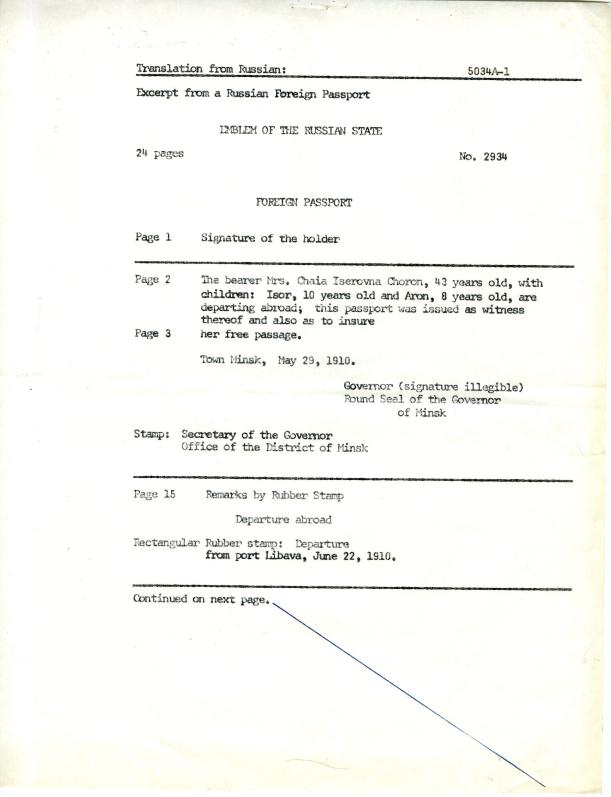 Translation from Russian: 5034A-1
Excerpt from a Russian Foreign Passport
EMBLEM OF THE RUSSIAN STATE
24 pages No. 2934
FOREIGN PASSPORT
Page 1 Signature of the holder
Page 2 The bearer Mrs. Chaia Iserovna Choron, 43 years old, with
children: Isor, 10 years old and Aron, 8 years old, are
departing abroad; this passport was issued as witness
thereof and also as to insure
Page 3 her free passage.
Town Minsk, May 29, 1910.
Governor (signature illegible)
Round Seal of the Governor
of Minsk
Stamp: Secretary of the Governor
Office of the District of Minsk
Page 15 Remarks by Rubber Stamp
Departure abroad
Rectangular Rubber stamp: Departure
from port Libava, June 22, 1910.
Continued on next page.